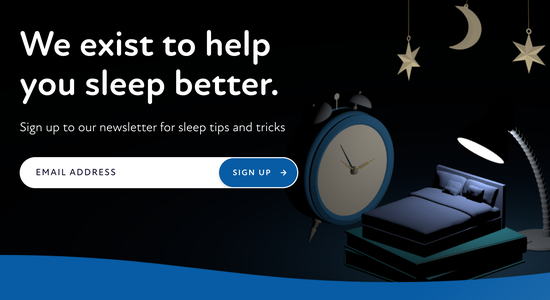 We exist to help
you sleep better.
Sign up to our newsletter for sleep tips and tricks
EMAIL ADDRESS
SIGN UP →